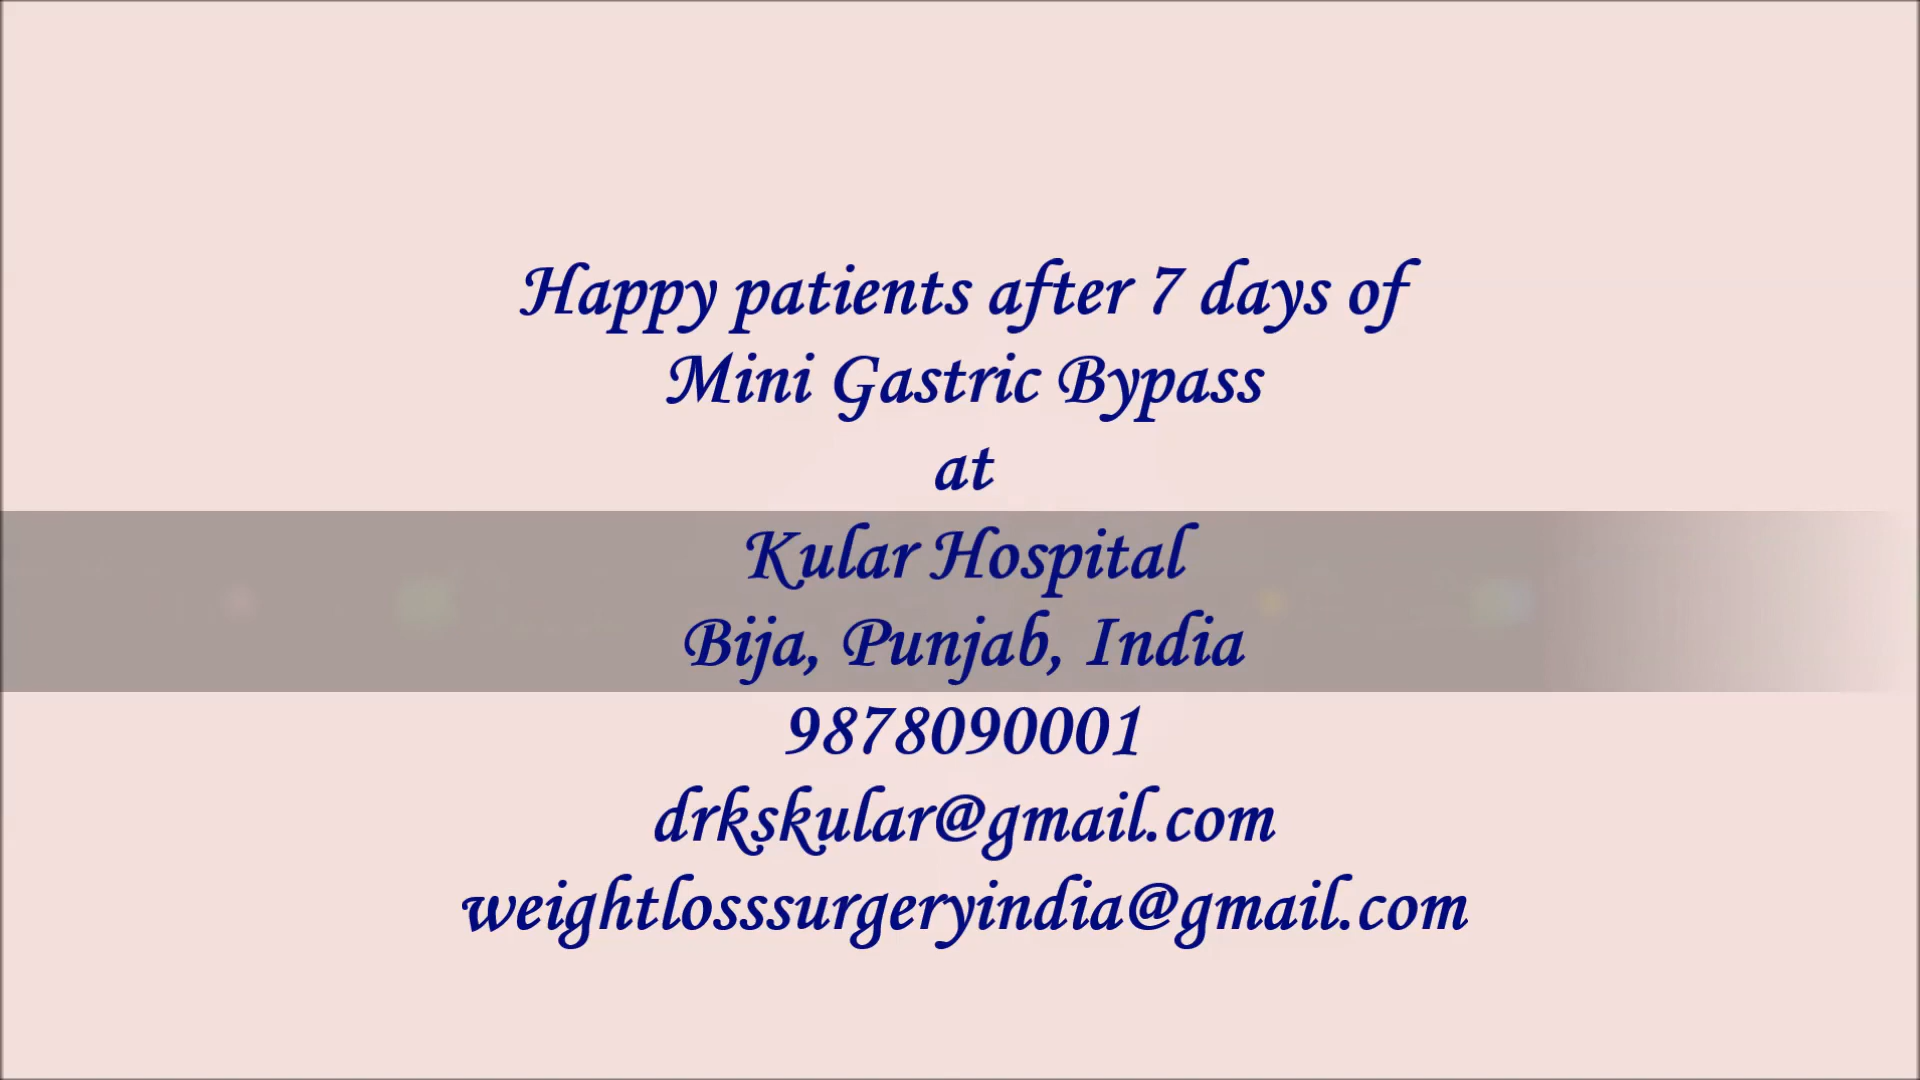 Happy patients after 7 days of
Mini Gastric Bypass
at
Kular Hospital
Bija, Punjab, India
9878090001
drkskular@gmail.com
weightlosssurgeryindia@gmail.com